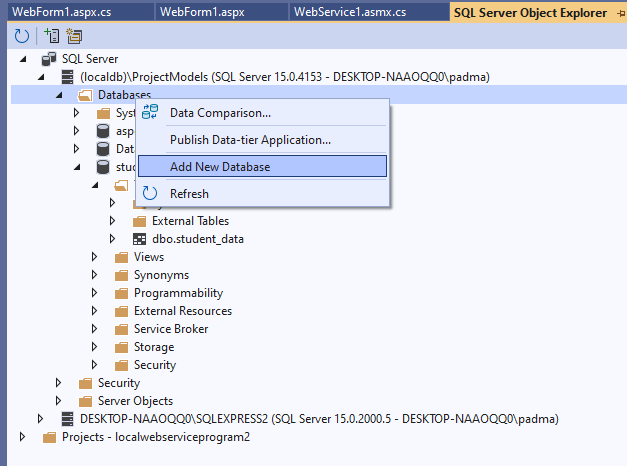 WebForm1.aspx.cs WebForm1.aspx WebService1.asmx.cs SQL Server Object Explorer
SQL Server
(localdb)\ProjectModels (SQL Server 15.0.4153 - DESKTOP-NAAOQQ0\padma)
Databases
Data Comparison...
Publish Data-tier Application...
Add New Database
Refresh
Syst
asp
Dat
stu
External Tables
dbo.student_data
Views
Synonyms
Programmability
External Resources
Service Broker
Storage
Security
Security
Server Objects
DESKTOP-NAAOQQ0\SQLEXPRESS2 (SQL Server 15.0.2000.5 - DESKTOP-NAAOQQ0\padma)
Projects - localwebserviceprogram2